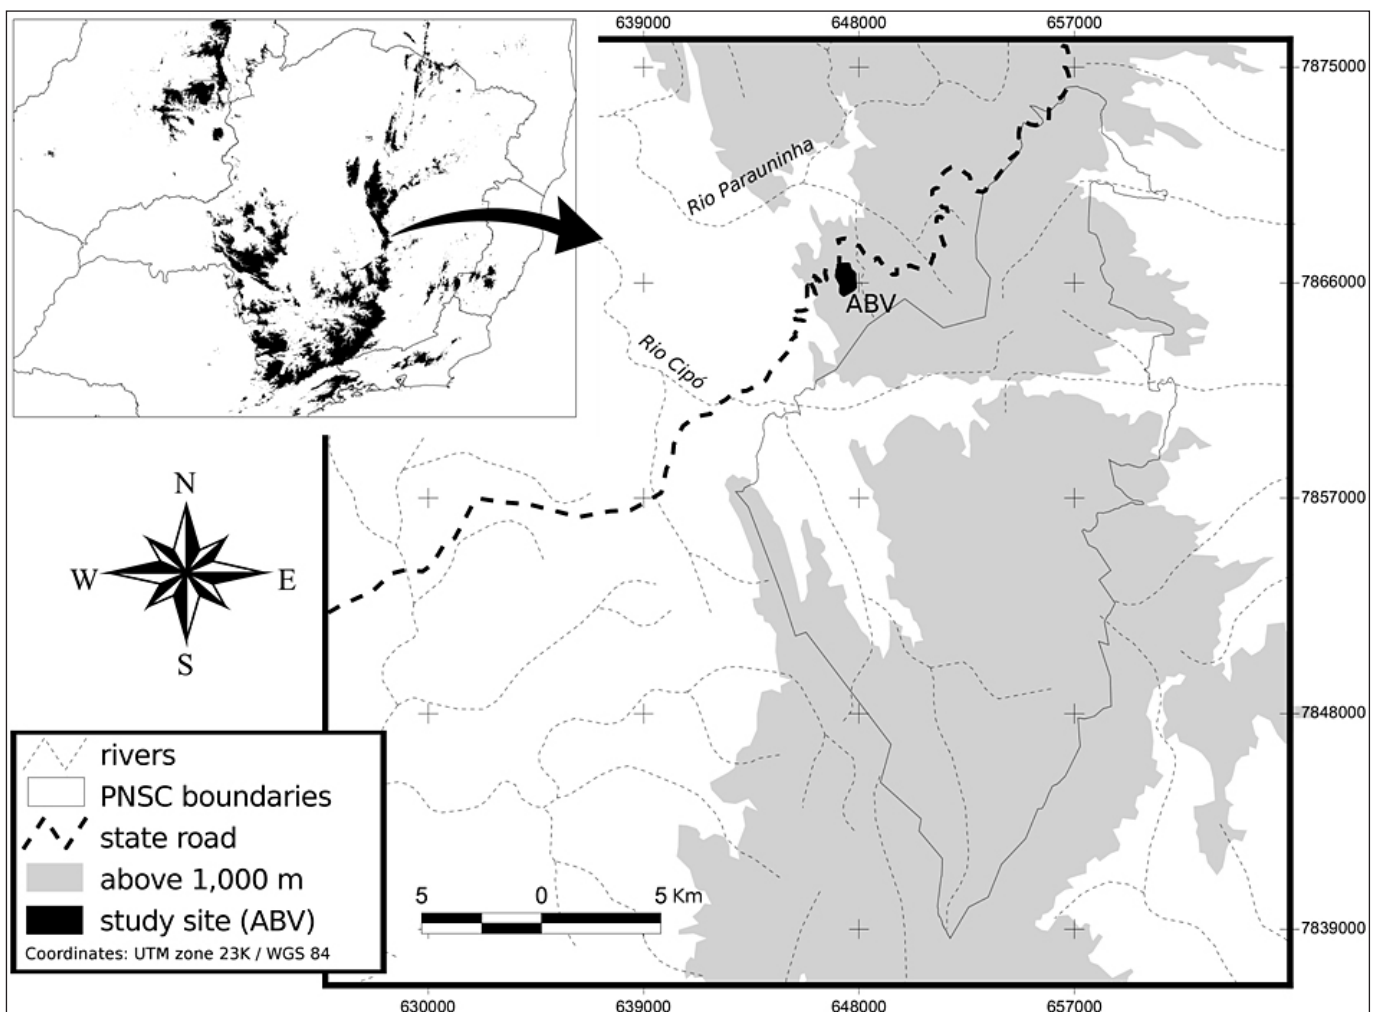 639000 648000 657000
7875000
Rio Parauninha
7866000
ABV
Rio Cipó
N
7857000
W E
S
7848000
rivers
PNSC boundaries
state road
above 1,000 m
5 0 5 Km
study site (ABV)
7839000
Coordinates: UTM zone 23K / WGS 84
630000 639000 648000 657000